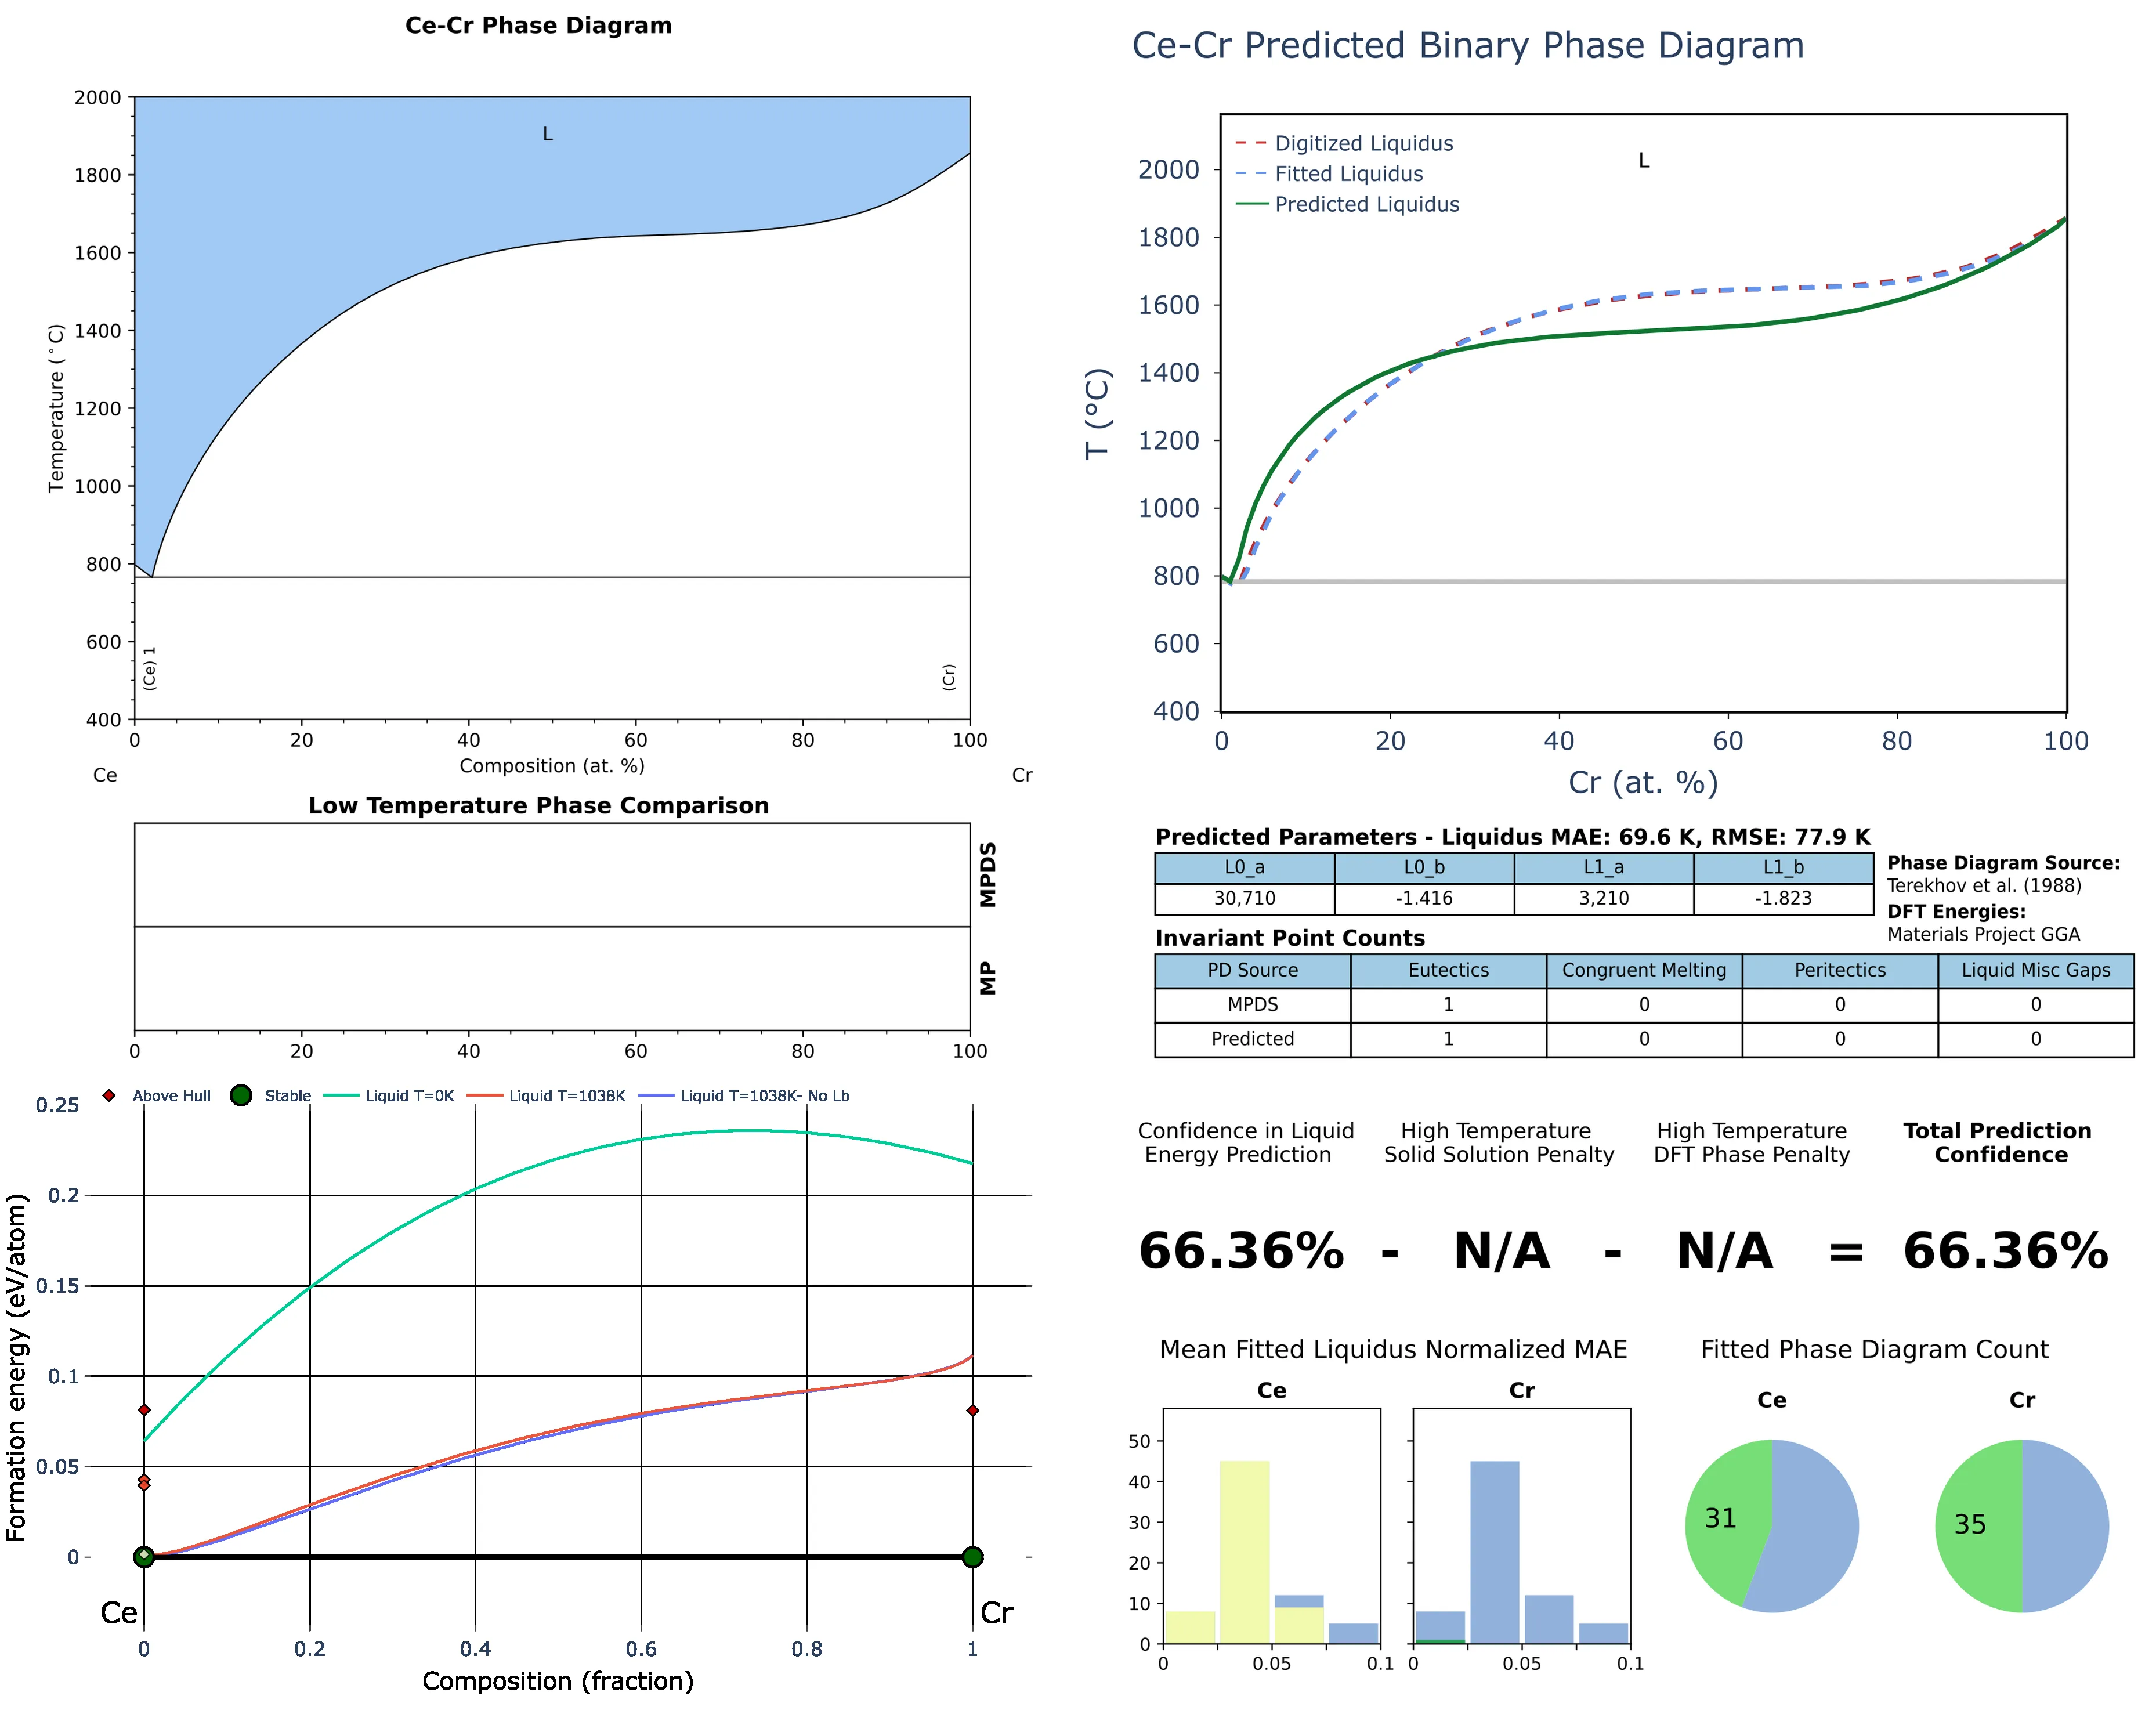 Ce-Cr Phase Diagram
2000
1800
1600
1400
1200
1000
800
600
400
Temperature (°C)
L
(Ce) 1
(Cr)
0 20 40 60 80 100
Composition (at. %)
Ce Cr
Low Temperature Phase Comparison
MPDS
MP
0 20 40 60 80 100
Above Hull Stable Liquid T=0K Liquid T=1038K Liquid T=1038K- No Lb
0.25
0.2
0.15
0.1
0.05
0
Formation energy (eV/atom)
Ce Cr
0 0.2 0.4 0.6 0.8 1
Composition (fraction)
Ce-Cr Predicted Binary Phase Diagram
Digitized Liquidus
Fitted Liquidus
Predicted Liquidus
L
2000
1800
1600
1400
1200
1000
800
600
400
T (°C)
0 20 40 60 80 100
Cr (at. %)
Predicted Parameters - Liquidus MAE: 69.6 K, RMSE: 77.9 K
L0_a L0_b L1_a L1_b
30,710 -1.416 3,210 -1.823
Phase Diagram Source:
Terekhov et al. (1988)
DFT Energies:
Materials Project GGA
Invariant Point Counts
PD Source Eutectics Congruent Melting Peritectics Liquid Misc Gaps
MPDS 1 0 0 0
Predicted 1 0 0 0
Confidence in Liquid High Temperature High Temperature Total Prediction
Energy Prediction Solid Solution Penalty DFT Phase Penalty Confidence
66.36% - N/A - N/A = 66.36%
Mean Fitted Liquidus Normalized MAE
Ce Cr
50
40
30
20
10
0
0 0.05 0.1 0 0.05 0.1
Fitted Phase Diagram Count
Ce Cr
31 35